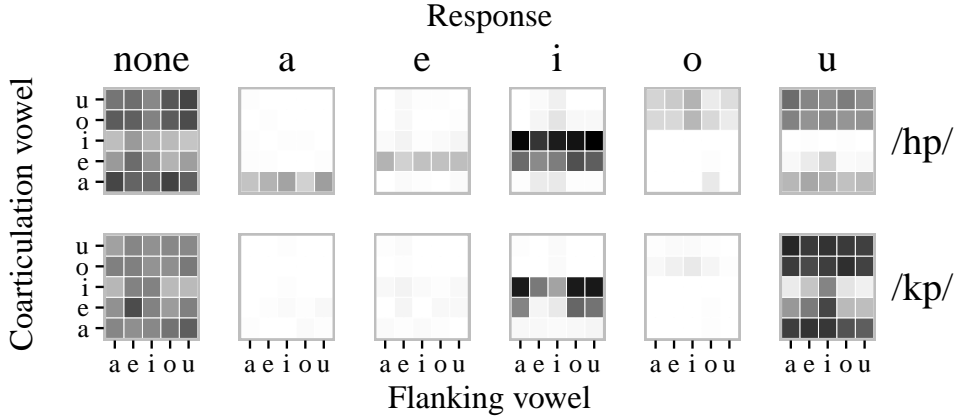 Response
none a e i o u
Coarticulation vowel
u
o
i
e
a
/hp/
u
o
i
e
a
/kp/
a e i o u a e i o u a e i o u a e i o u a e i o u a e i o u
Flanking vowel